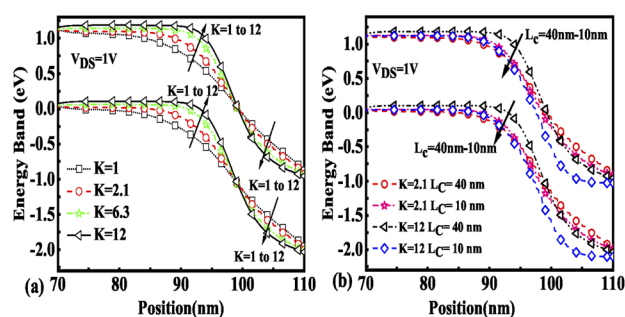 K=1 to 12
V_DS=1V
K=1 to 12
K=1 to 12
K=1 to 12
K=1
K=2.1
K=6.3
K=12
(a)
1.0
0.5
0.0
-0.5
-1.0
-1.5
-2.0
Energy Band (eV)
70 80 90 100 110
Position(nm)
L_c=40nm-10nm
V_DS=1V
L_c=40nm-10nm
K=2.1 L_C= 40 nm
K=2.1 L_C= 10 nm
K=12 L_C= 40 nm
K=12 L_C= 10 nm
(b)
1.0
0.5
0.0
-0.5
-1.0
-1.5
-2.0
Energy Band (eV)
70 80 90 100 110
Position(nm)